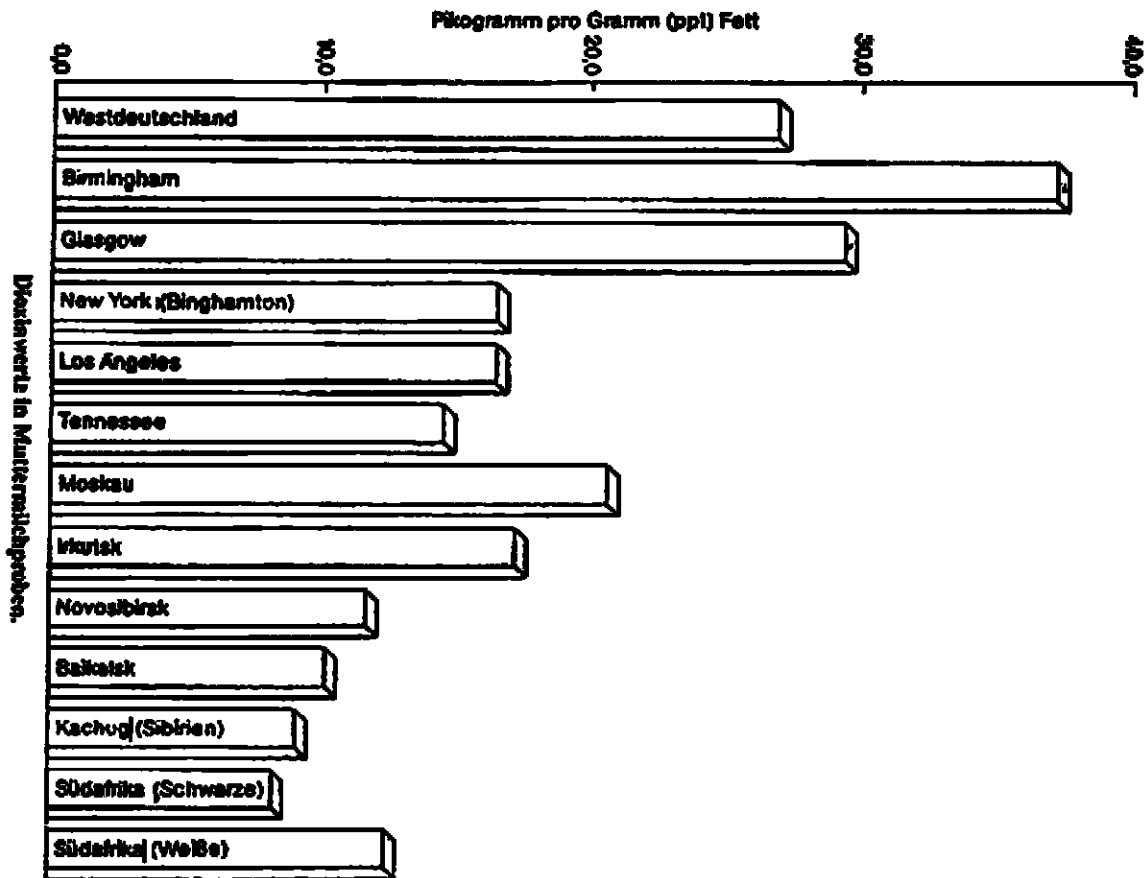 Pikogramm pro Gramm (ppt) Fett
0,0
10,0
20,0
30,0
40,0
Westdeutschland
Birmingham
Glasgow
New York (Binghamton)
Los Angeles
Tennessee
Moskau
Irkutsk
Novosibirsk
Baikalsk
Kachug (Sibirien)
Südafrika (Schwarze)
Südafrika (Weiße)
Dioxinwerte in Muttermilchproben.